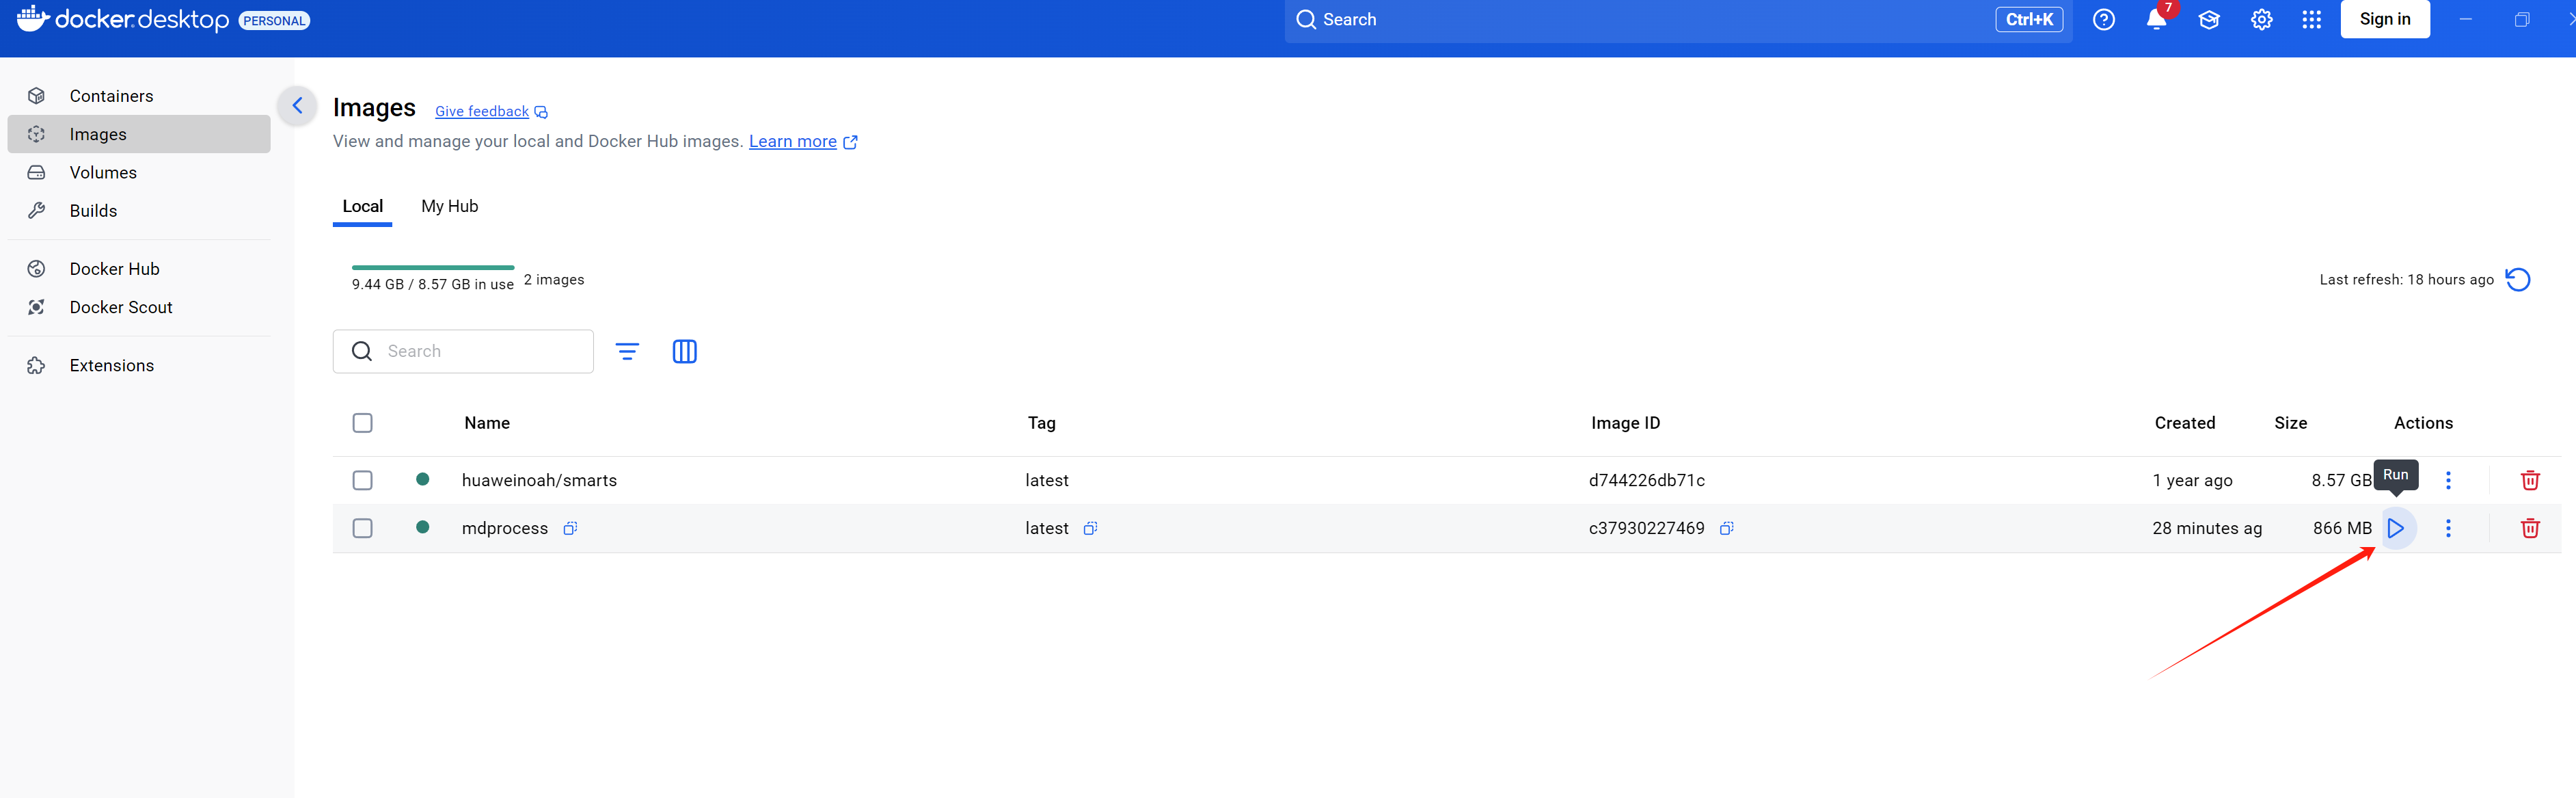 docker.desktop PERSONAL
Search Ctrl+K 7 Sign in
Containers
Images
Volumes
Builds
Docker Hub
Docker Scout
Extensions
Images Give feedback
View and manage your local and Docker Hub images. Learn more
Local My Hub
9.44 GB / 8.57 GB in use 2 images
Last refresh: 18 hours ago
Search
Name Tag Image ID Created Size Actions
huaweinoah/smarts latest d744226db71c 1 year ago 8.57 GB
Run
mdprocess latest c37930227469 28 minutes ag 866 MB